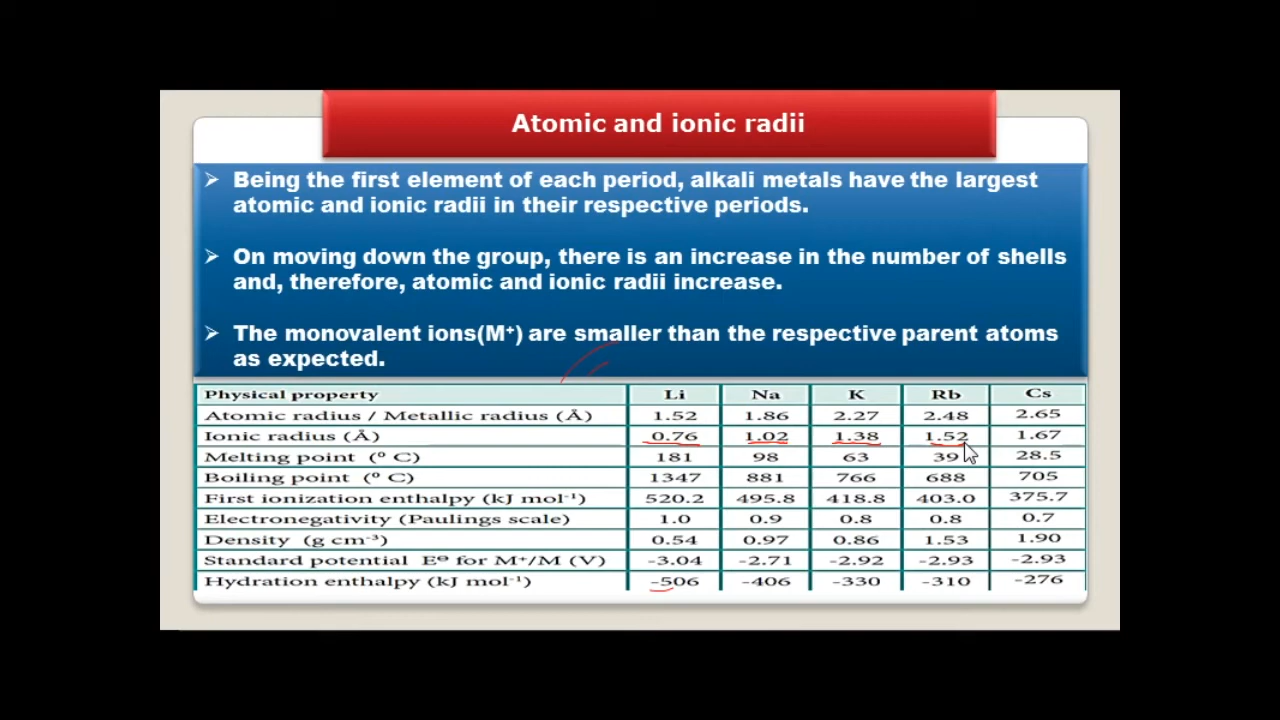 Atomic and ionic radii
➢ Being the first element of each period, alkali metals have the largest
atomic and ionic radii in their respective periods.
➢ On moving down the group, there is an increase in the number of shells
and, therefore, atomic and ionic radii increase.
➢ The monovalent ions(M⁺) are smaller than the respective parent atoms
as expected.
Physical property Li Na K Rb Cs
Atomic radius / Metallic radius (Å) 1.52 1.86 2.27 2.48 2.65
Ionic radius (Å) 0.76 1.02 1.38 1.52 1.67
Melting point (⁰ C) 181 98 63 39 28.5
Boiling point (⁰ C) 1347 881 766 688 705
First ionization enthalpy (kJ mol⁻¹) 520.2 495.8 418.8 403.0 375.7
Electronegativity (Paulings scale) 1.0 0.9 0.8 0.8 0.7
Density (g cm⁻³) 0.54 0.97 0.86 1.53 1.90
Standard potential E⊖ for M⁺/M (V) -3.04 -2.71 -2.92 -2.93 -2.93
Hydration enthalpy (kJ mol⁻¹) -506 -406 -330 -310 -276